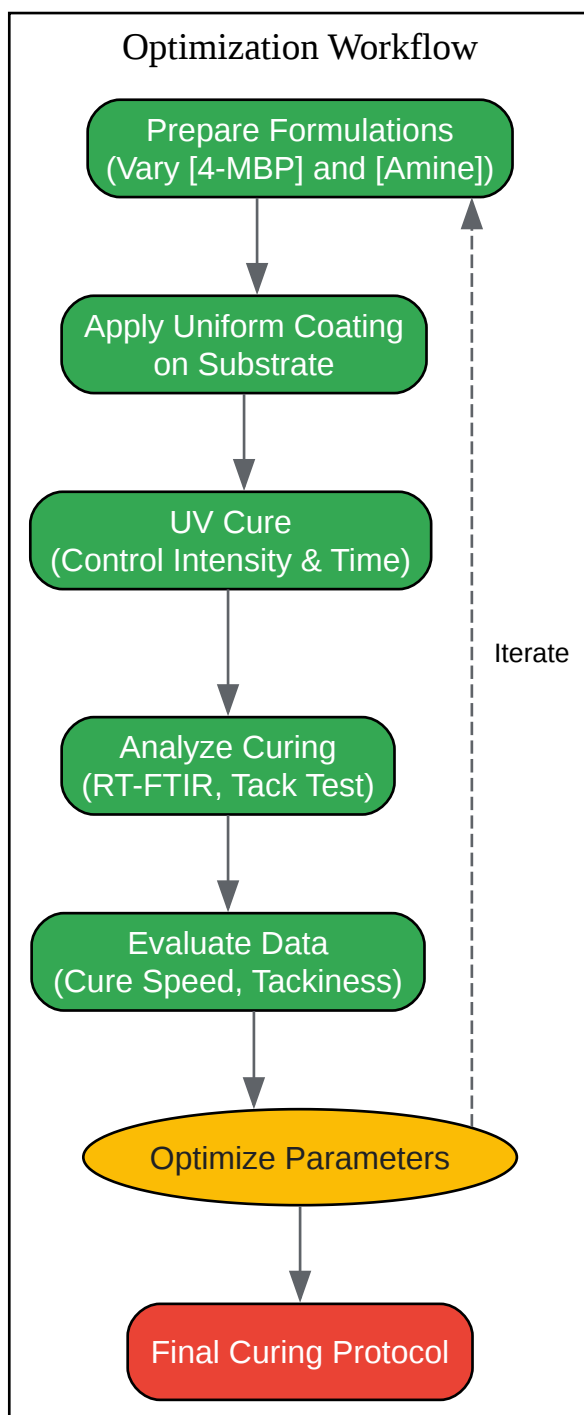 Optimization Workflow
Prepare Formulations
(Vary [4-MBP] and [Amine])
Apply Uniform Coating
on Substrate
UV Cure
(Control Intensity & Time)
Iterate
Analyze Curing
(RT-FTIR, Tack Test)
Evaluate Data
(Cure Speed, Tackiness)
Optimize Parameters
Final Curing Protocol